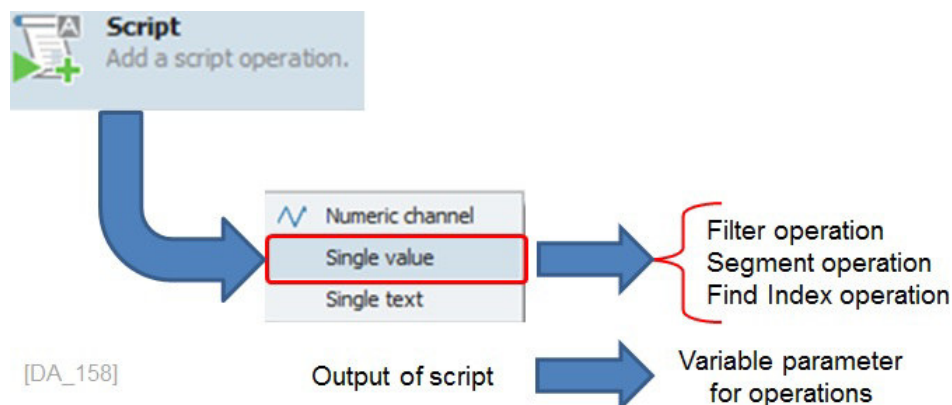 A
Script
Add a script operation.
Numeric channel
Single value
Single text
Filter operation
Segment operation
Find Index operation
[DA_158]
Output of script
Variable parameter
for operations